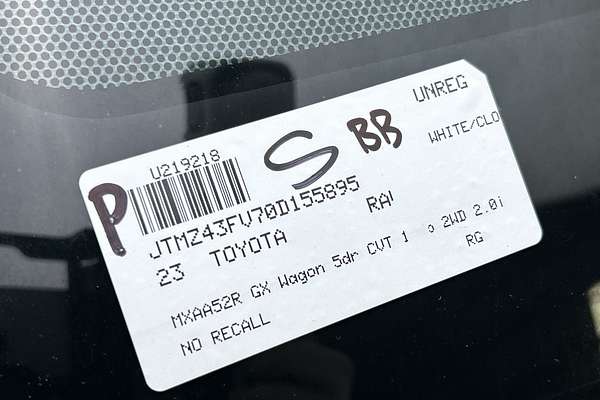 UNREG
P S BB
U219218
WHITE/CLO
JTMZ43FV70D155895
23 TOYOTA
MXAA52R GX Wagon 5dr CVT 1 2WD 2.0i
RG
NO RECALL